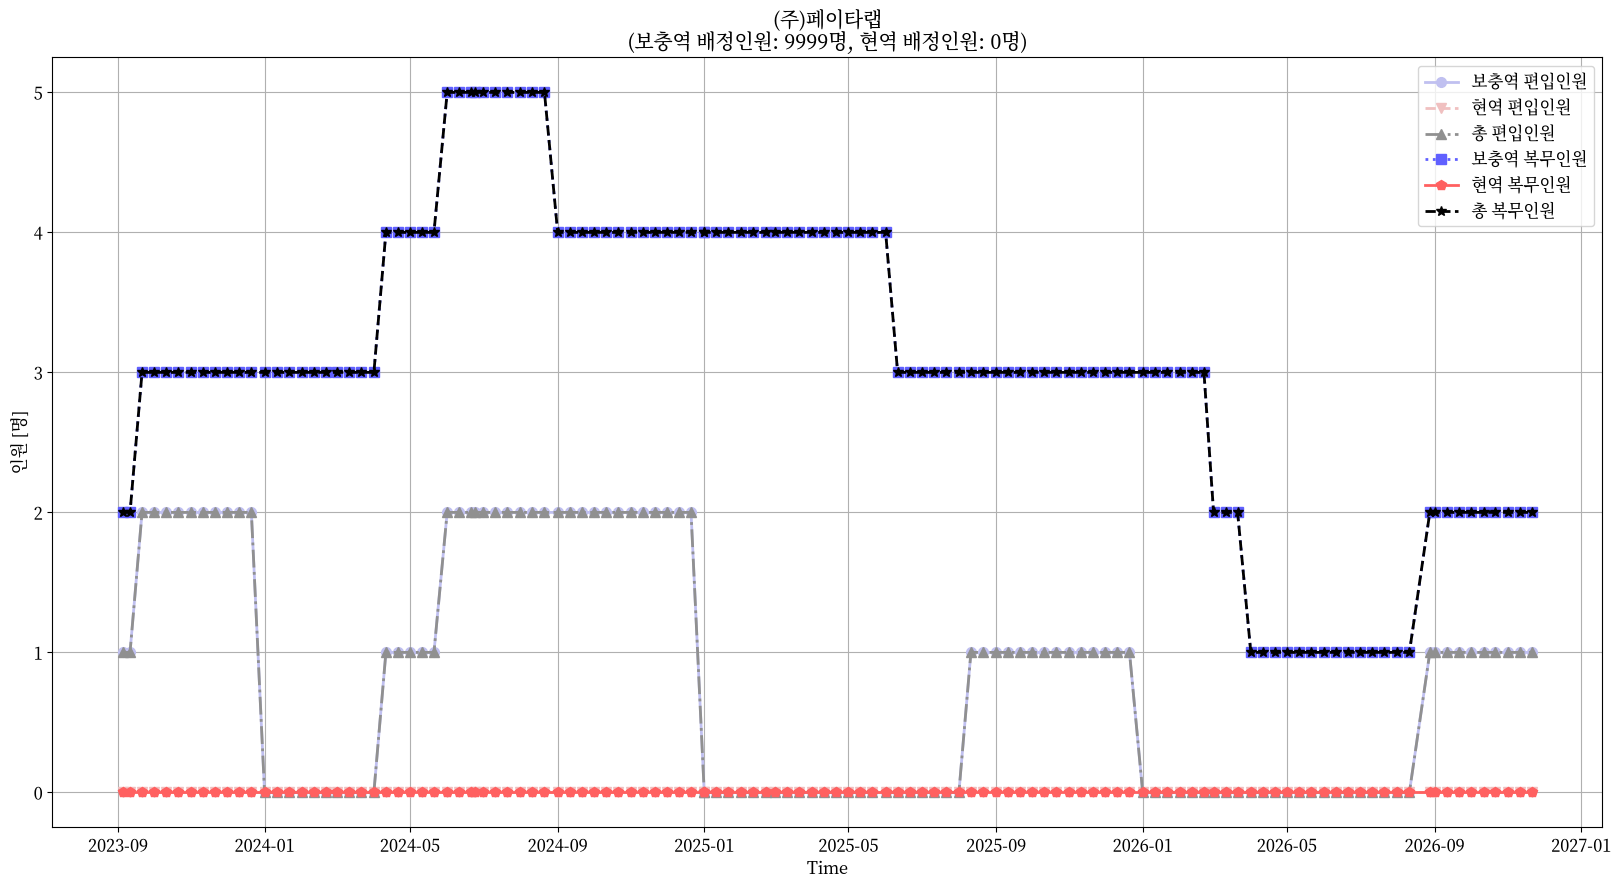 (주)페이타랩
(보충역 배정인원: 9999명, 현역 배정인원: 0명)
보충역 편입인원
현역 편입인원
총 편입인원
보충역 복무인원
현역 복무인원
총 복무인원
인원 [명]
5
4
3
2
1
0
2023-09 2024-01 2024-05 2024-09 2025-01 2025-05 2025-09 2026-01 2026-05 2026-09 2027-01
Time